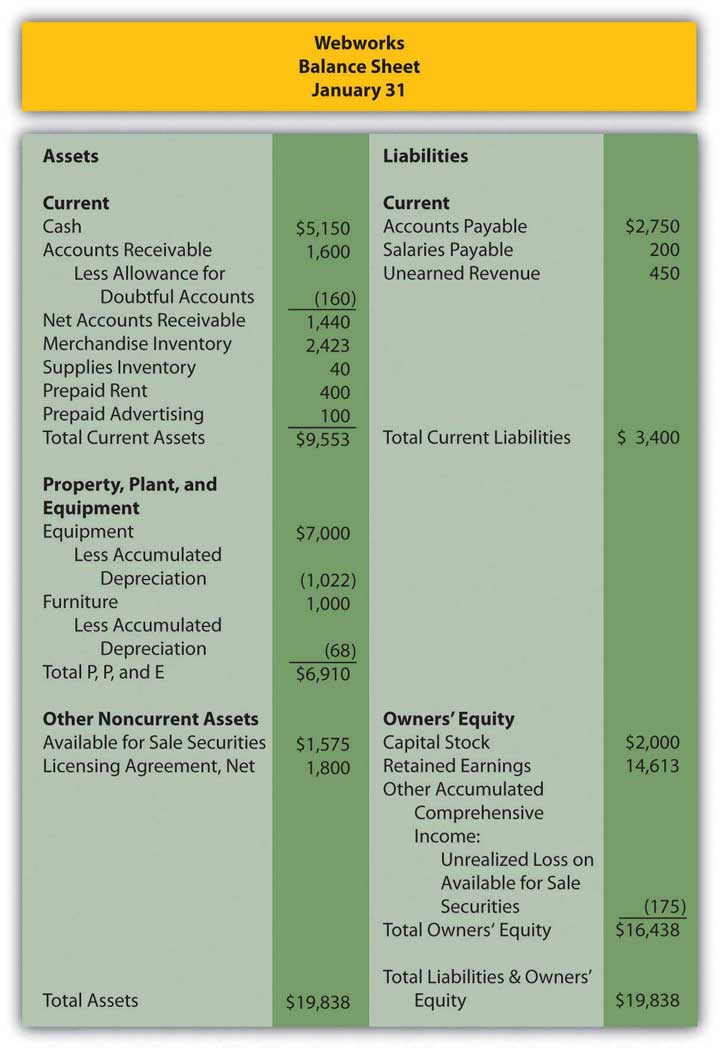 Webworks
Balance Sheet
January 31
Assets
Current
Cash $5,150
Accounts Receivable 1,600
Less Allowance for
Doubtful Accounts (160)
Net Accounts Receivable 1,440
Merchandise Inventory 2,423
Supplies Inventory 40
Prepaid Rent 400
Prepaid Advertising 100
Total Current Assets $9,553
Property, Plant, and
Equipment
Equipment $7,000
Less Accumulated
Depreciation (1,022)
Furniture 1,000
Less Accumulated
Depreciation (68)
Total P, P, and E $6,910
Other Noncurrent Assets
Available for Sale Securities $1,575
Licensing Agreement, Net 1,800
Total Assets $19,838
Liabilities
Current
Accounts Payable $2,750
Salaries Payable 200
Unearned Revenue 450
Total Current Liabilities $ 3,400
Owners’ Equity
Capital Stock $2,000
Retained Earnings 14,613
Other Accumulated
Comprehensive
Income:
Unrealized Loss on
Available for Sale
Securities (175)
Total Owners‘ Equity $16,438
Total Liabilities & Owners’
Equity $19,838